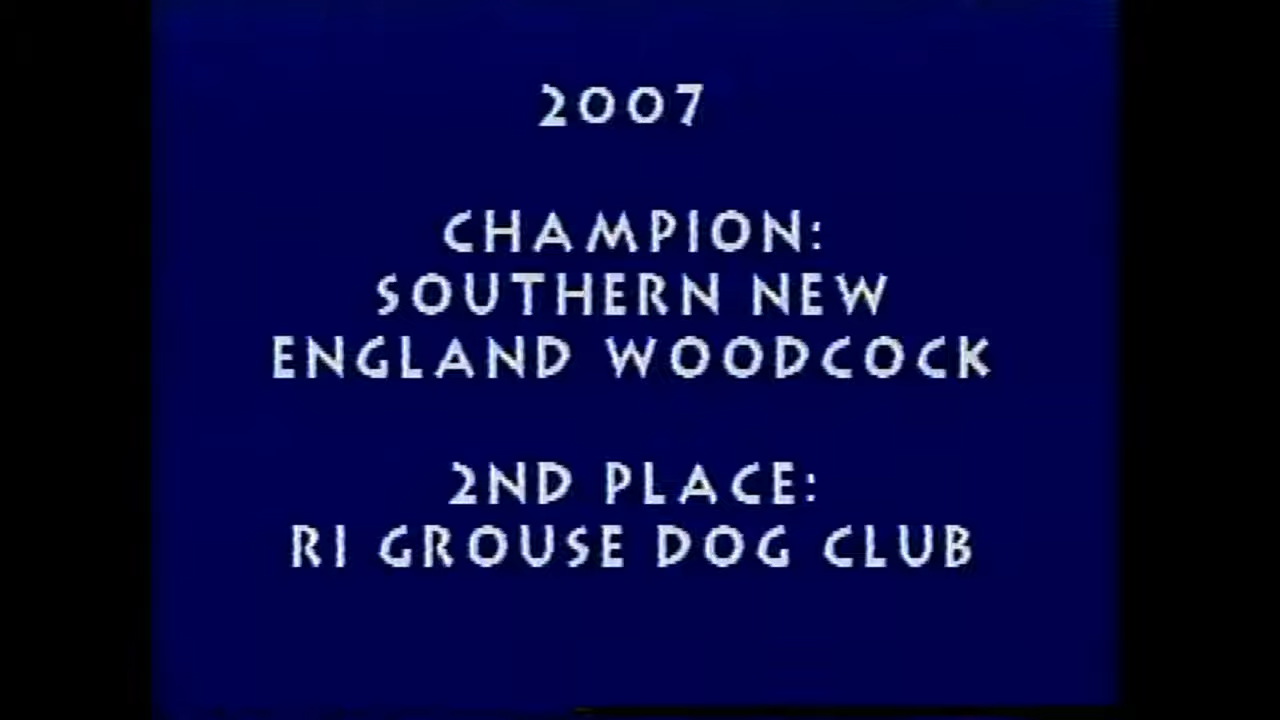 2007
CHAMPION:
SOUTHERN NEW
ENGLAND WOODCOCK
2ND PLACE:
RI GROUSE DOG CLUB